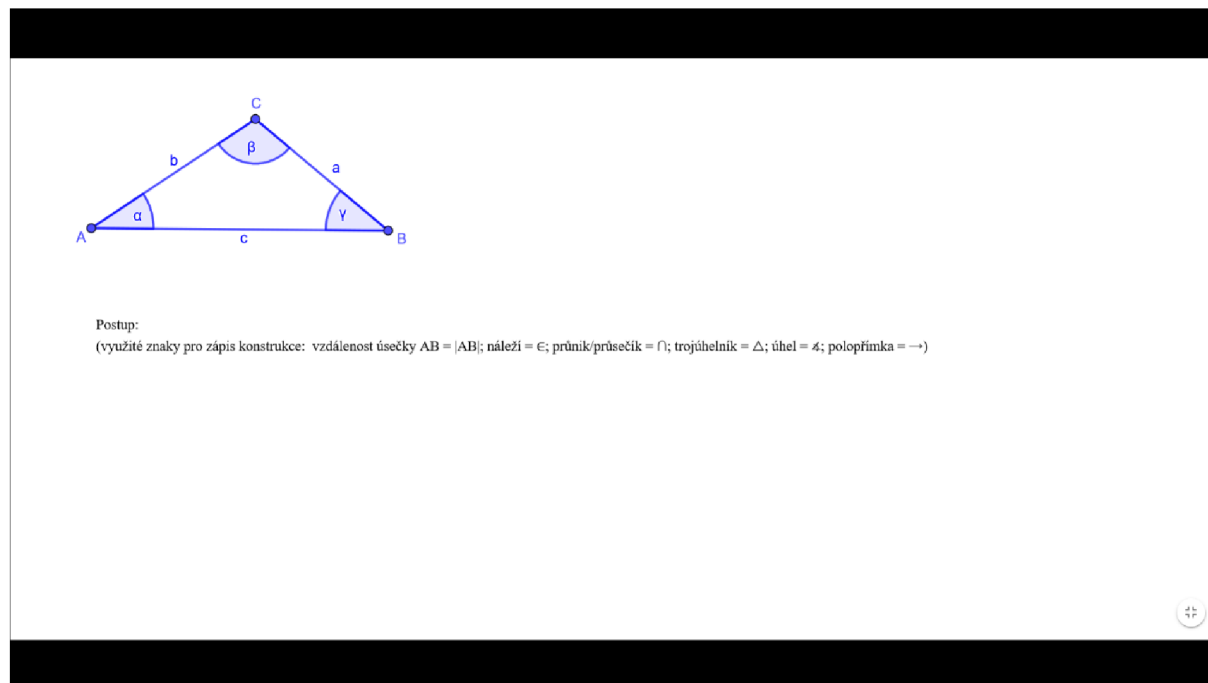 C
β
b
a
α
γ
A
c
B
Postup:
(využité znaky pro zápis konstrukce: vzdálenost úsečky AB = |AB|; náleží = ∈; průnik/průsečík = ∩; trojúhelník = △; úhel = ∡; polopřímka = →)